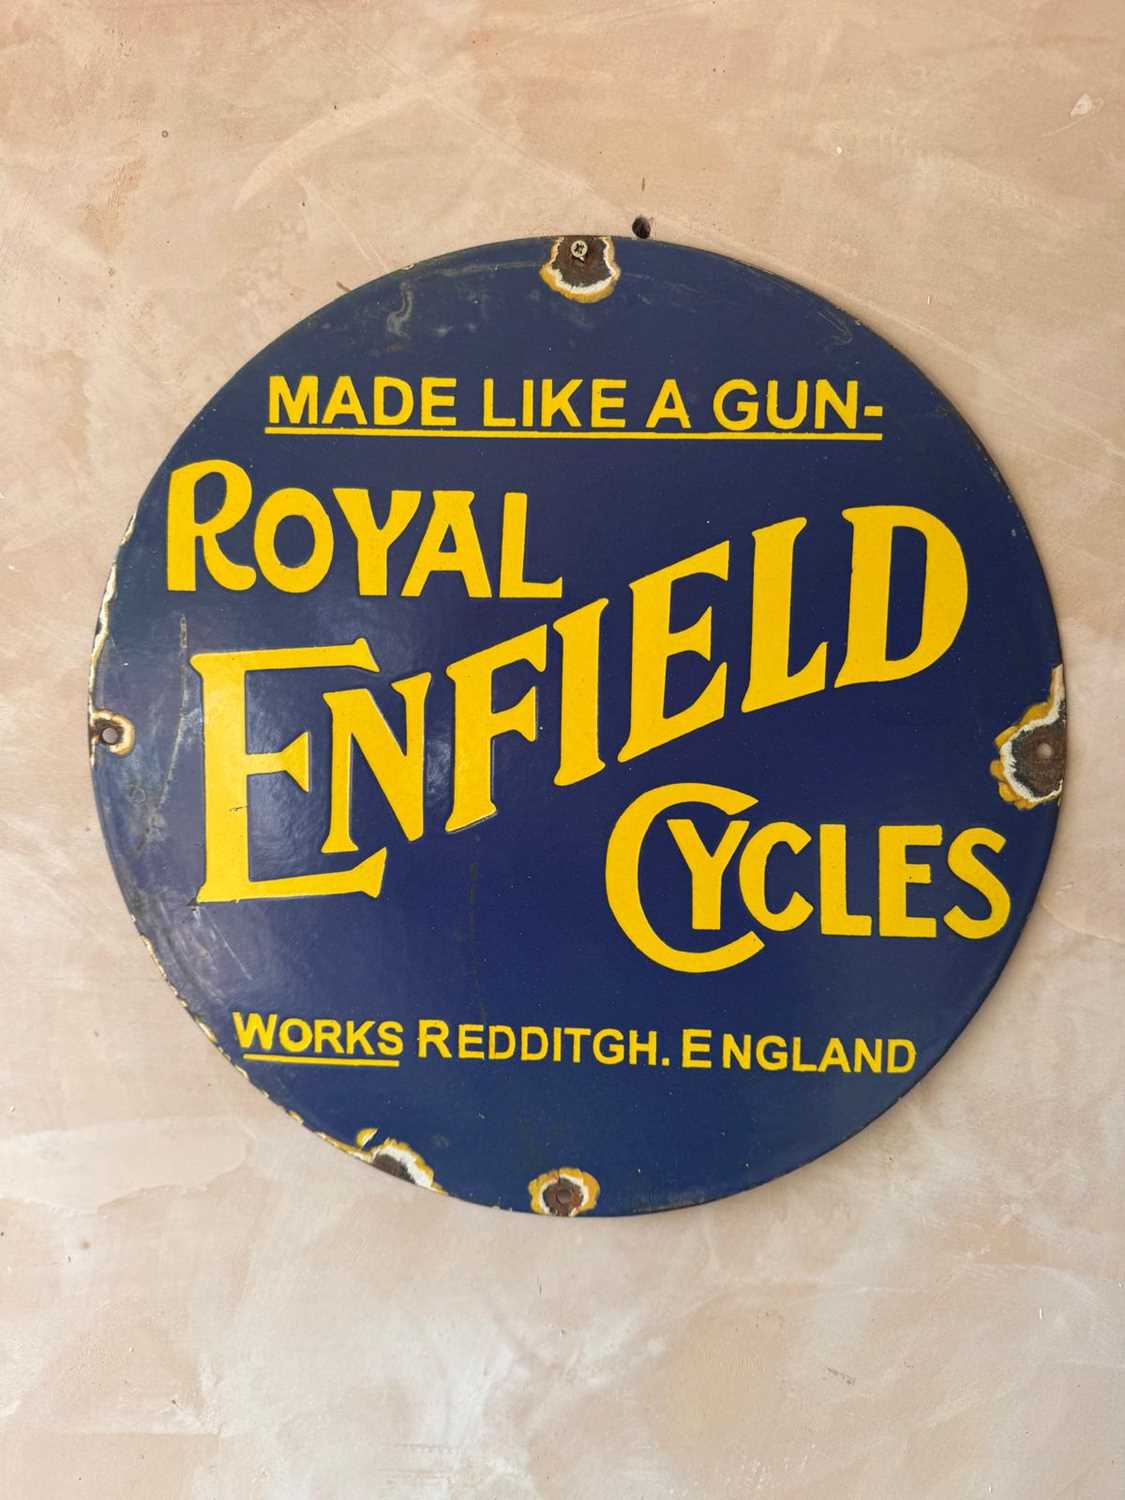 MADE LIKE A GUN-
ROYAL
ENFIELD
CYCLES
WORKS REDDITGH. ENGLAND